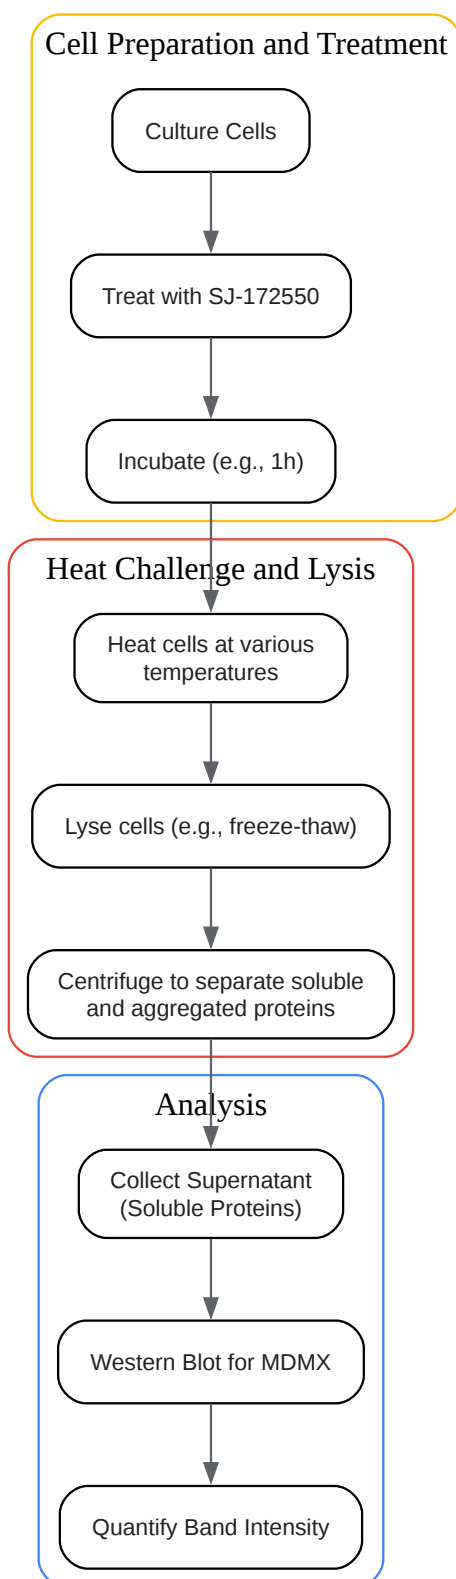 Cell Preparation and Treatment
Culture Cells
Treat with SJ-172550
Incubate (e.g., 1h)
Heat Challenge and Lysis
Heat cells at various
temperatures
Lyse cells (e.g., freeze-thaw)
Centrifuge to separate soluble
and aggregated proteins
Analysis
Collect Supernatant
(Soluble Proteins)
Western Blot for MDMX
Quantify Band Intensity